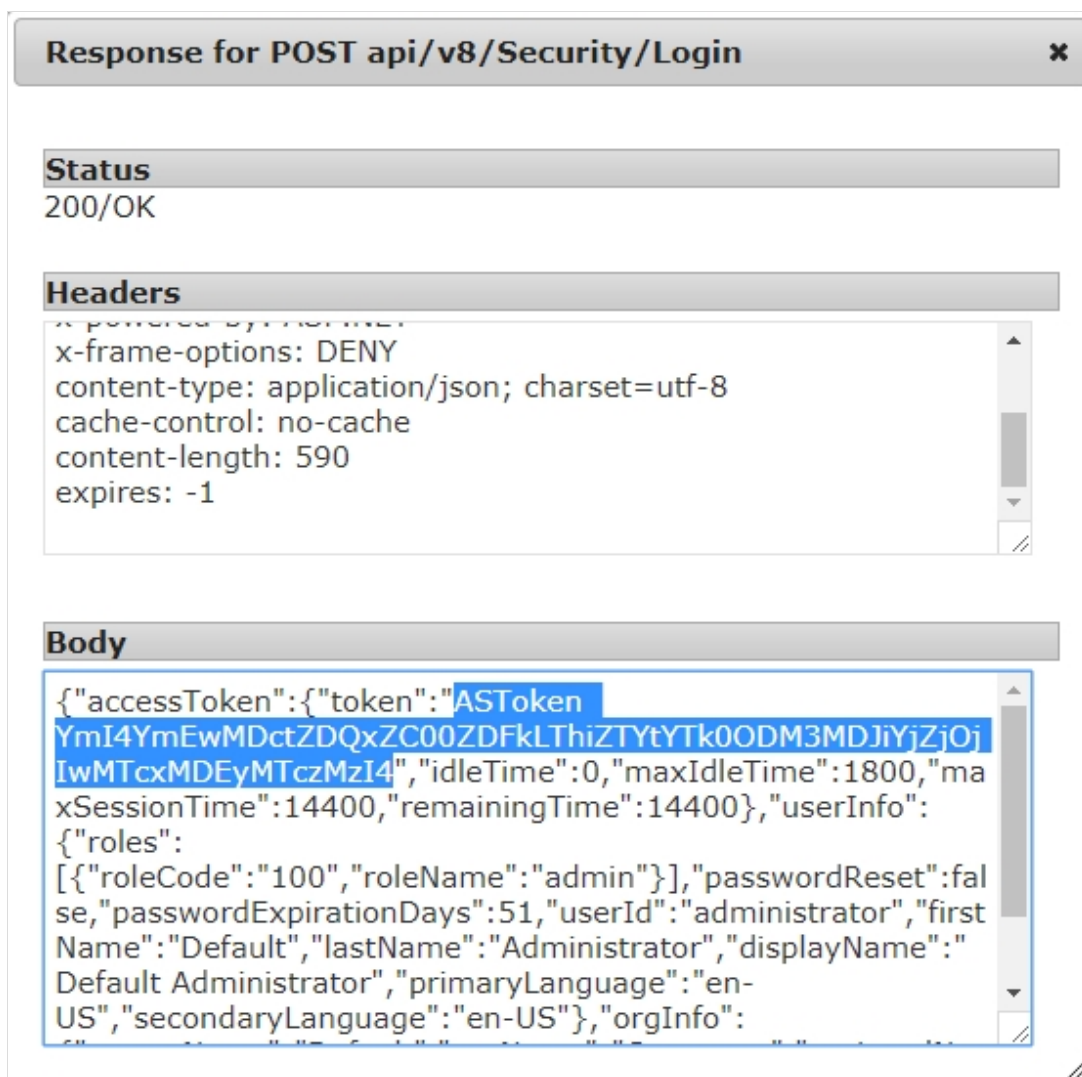 Response for POST api/v8/Security/Login
Status
200/OK
Headers
x-frame-options: DENY
content-type: application/json; charset=utf-8
cache-control: no-cache
content-length: 590
expires: -1
Body
{"accessToken":{"token":"ASToken
YmI4YmEwMDctZDQxZC00ZDFkLThiZTYtYTk0ODM3MDJiYjZjOj
IwMTcxMDEyMTczMzI4","idleTime":0,"maxIdleTime":1800,"ma
xSessionTime":14400,"remainingTime":14400},"userInfo":
{"roles":
[{"roleCode":"100","roleName":"admin"}],"passwordReset":fal
se,"passwordExpirationDays":51,"userId":"administrator","first
Name":"Default","lastName":"Administrator","displayName":"
Default Administrator","primaryLanguage":"en-
US","secondaryLanguage":"en-US"},"orgInfo":